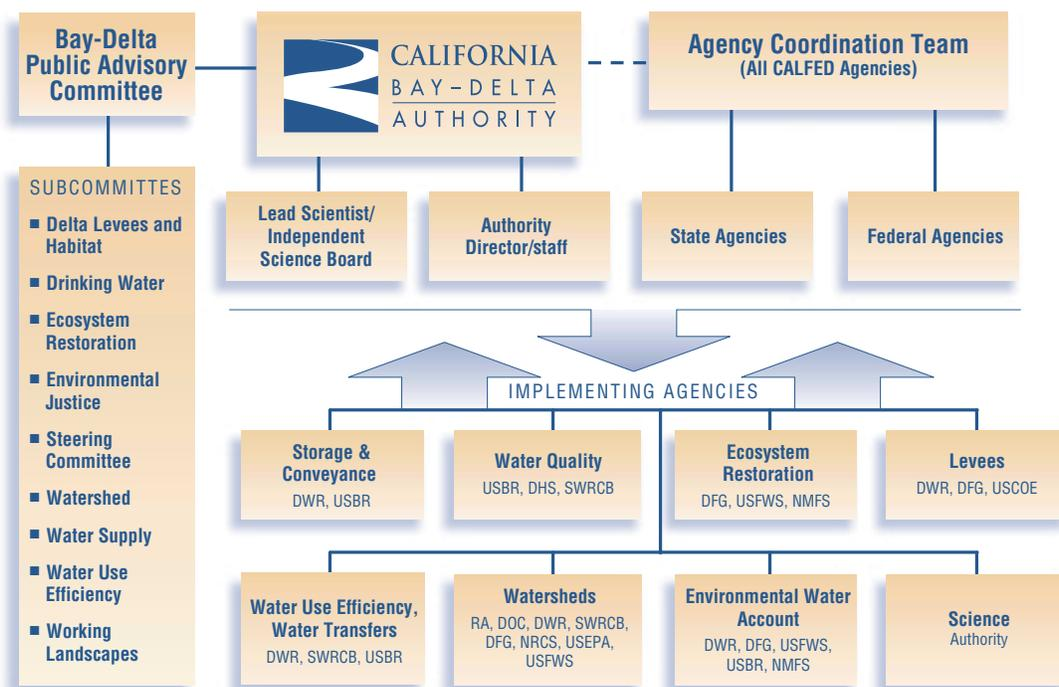 Bay-Delta
Public Advisory
Committee
CALIFORNIA
BAY–DELTA
AUTHORITY
Agency Coordination Team
(All CALFED Agencies)
SUBCOMMITTES
■ Delta Levees and
Habitat
■ Drinking Water
■ Ecosystem
Restoration
■ Environmental
Justice
■ Steering
Committee
■ Watershed
■ Water Supply
■ Water Use
Efficiency
■ Working
Landscapes
Lead Scientist/
Independent
Science Board
Authority
Director/staff
State Agencies
Federal Agencies
IMPLEMENTING AGENCIES
Storage &
Conveyance
DWR, USBR
Water Quality
USBR, DHS, SWRCB
Ecosystem
Restoration
DFG, USFWS, NMFS
Levees
DWR, DFG, USCOE
Water Use Efficiency,
Water Transfers
DWR, SWRCB, USBR
Watersheds
RA, DOC, DWR, SWRCB,
DFG, NRCS, USEPA,
USFWS
Environmental Water
Account
DWR, DFG, USFWS,
USBR, NMFS
Science
Authority